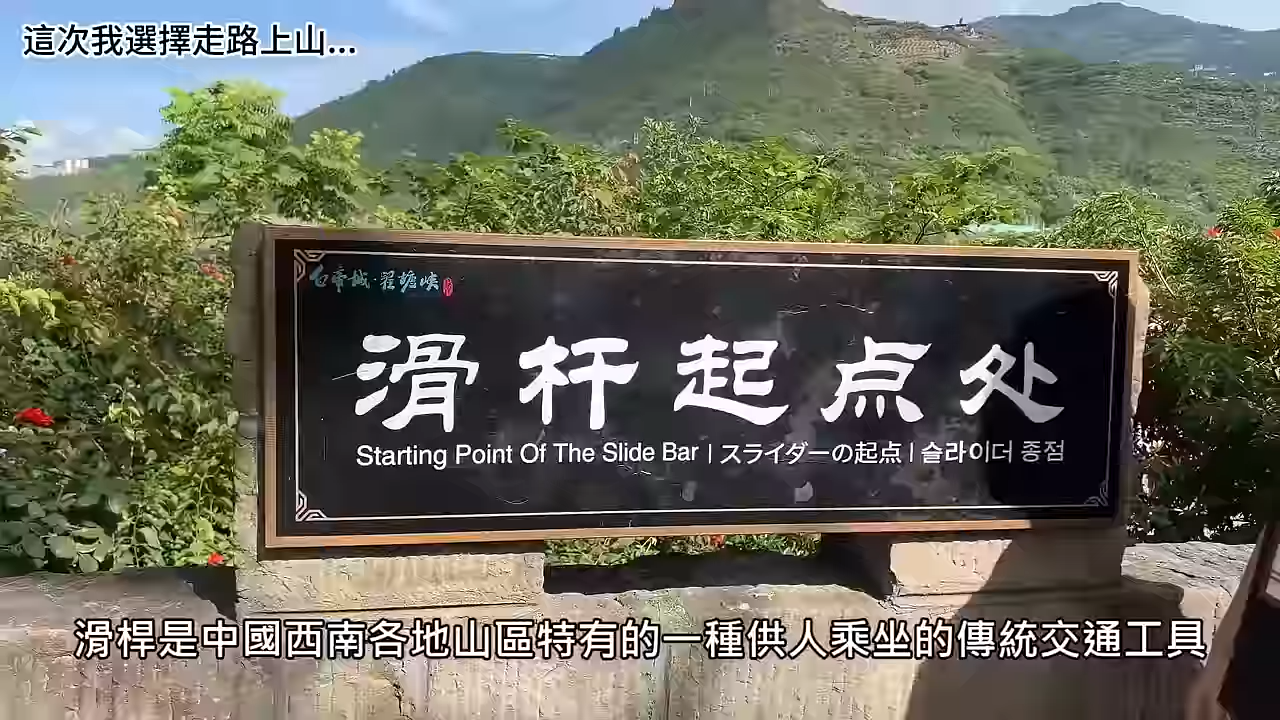 這次我選擇走路上山...
白帝城·瞿塘峡
滑杆起点处
Starting Point Of The Slide Bar | スライダーの起点 | 슬라이더 종점
滑桿是中國西南各地山區特有的一種供人乘坐的傳統交通工具